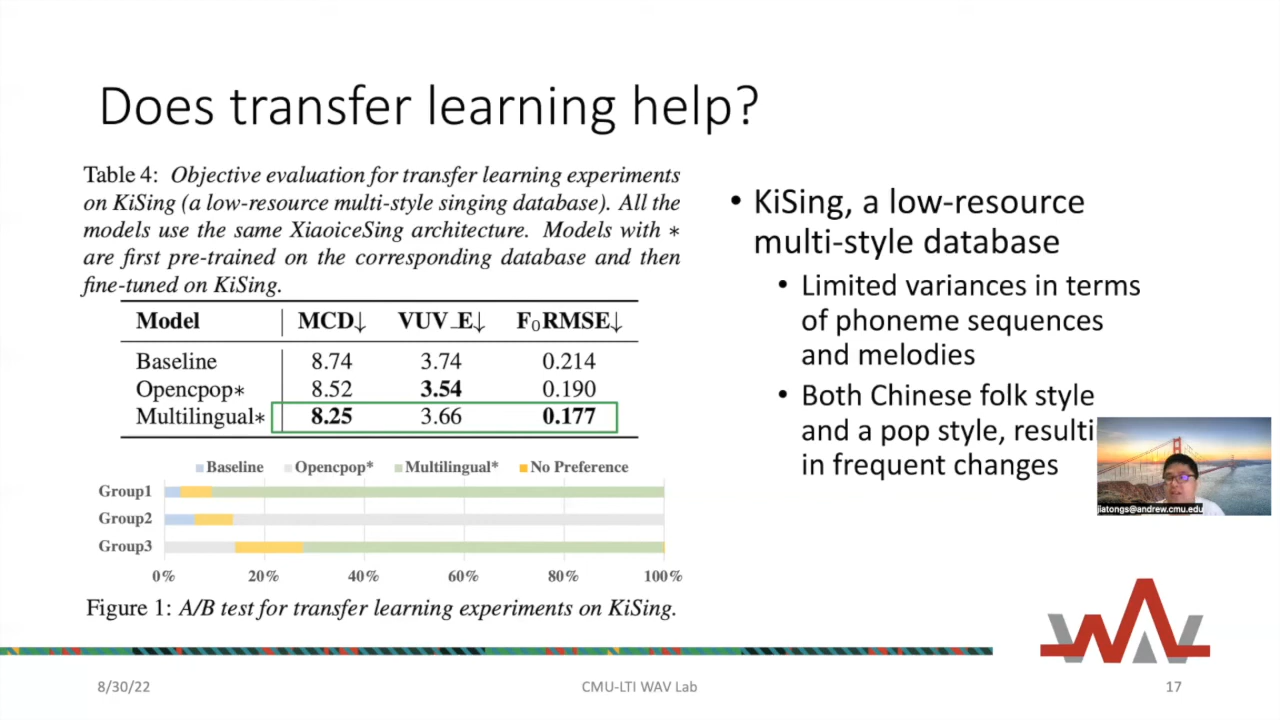 Does transfer learning help?
Table 4: Objective evaluation for transfer learning experiments
on KiSing (a low-resource multi-style singing database). All the
models use the same XiaoiceSing architecture. Models with ∗
are first pre-trained on the corresponding database and then
fine-tuned on KiSing.
Model MCD↓ VUV_E↓ F₀RMSE↓
Baseline 8.74 3.74 0.214
Opencpop∗ 8.52 3.54 0.190
Multilingual∗ 8.25 3.66 0.177
Baseline Opencpop* Multilingual* No Preference
Group1
Group2
Group3
0% 20% 40% 60% 80% 100%
Figure 1: A/B test for transfer learning experiments on KiSing.
• KiSing, a low-resource
multi-style database
• Limited variances in terms
of phoneme sequences
and melodies
• Both Chinese folk style
and a pop style, resulti
in frequent changes
jiatongs@andrew.cmu.edu
WAV
8/30/22
CMU-LTI WAV Lab
17